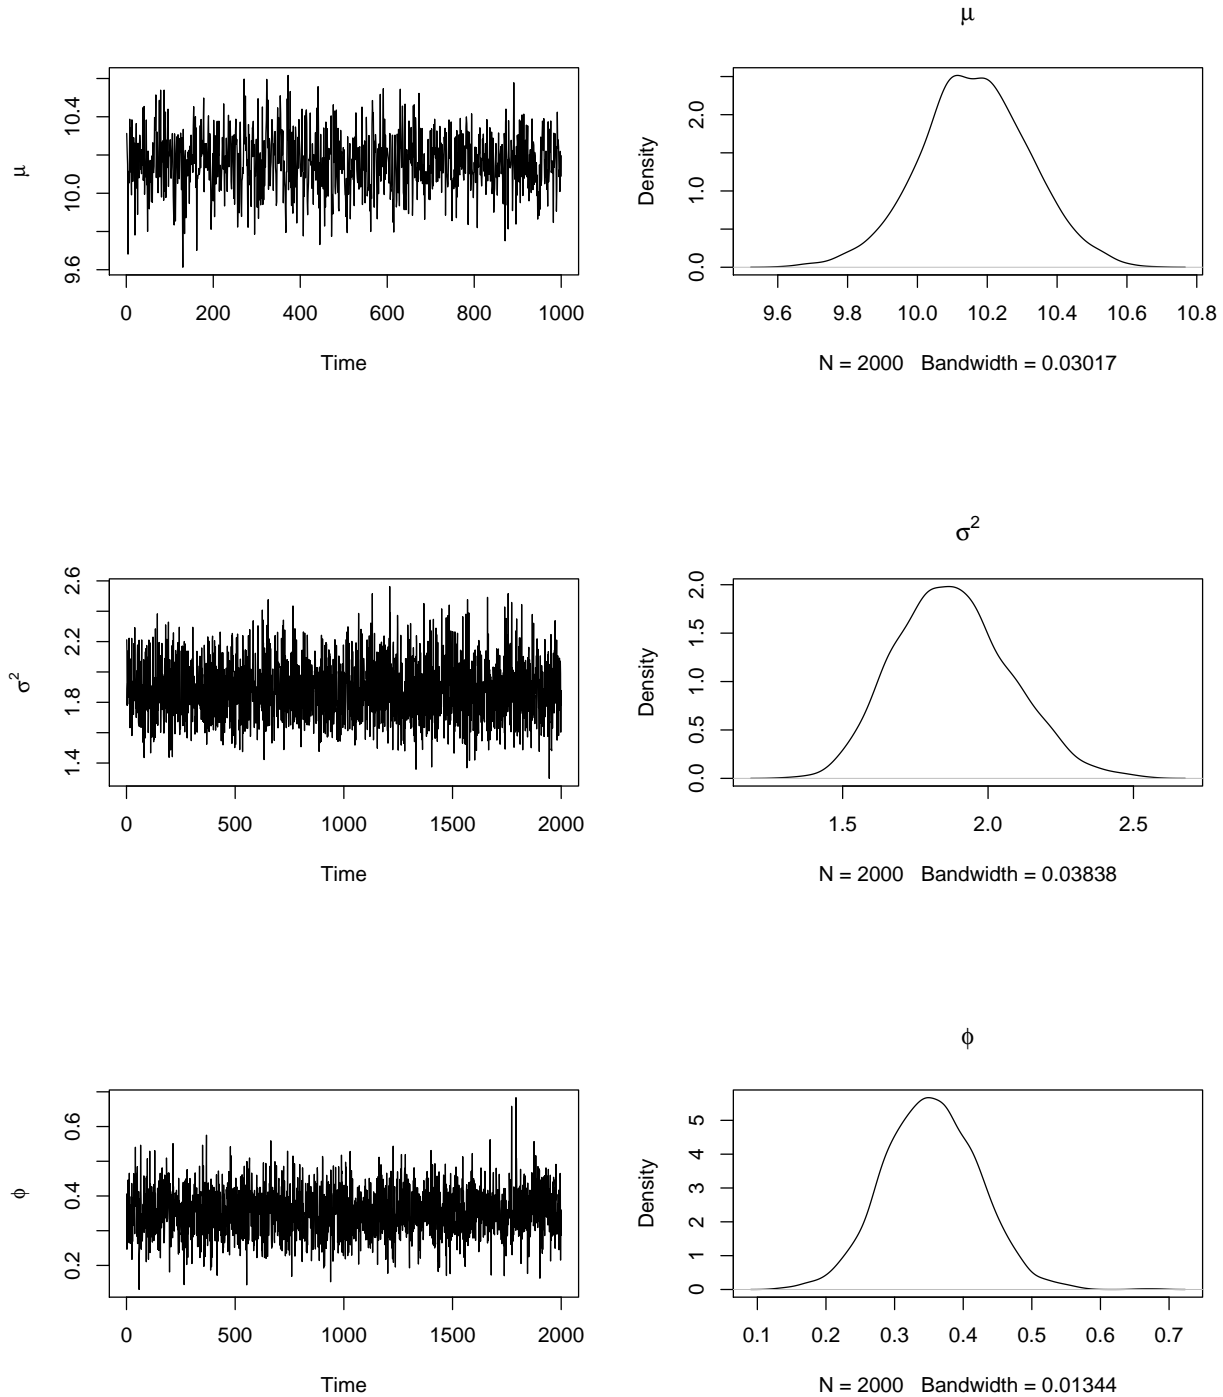 μ
μ
9.6 10.0 10.4
0 200 400 600 800 1000
Time
Density
0.0 1.0 2.0
9.6 9.8 10.0 10.2 10.4 10.6 10.8
N = 2000 Bandwidth = 0.03017
σ²
σ²
1.4 1.8 2.2 2.6
0 500 1000 1500 2000
Time
Density
0.0 0.5 1.0 1.5 2.0
1.5 2.0 2.5
N = 2000 Bandwidth = 0.03838
ϕ
ϕ
0.2 0.4 0.6
0 500 1000 1500 2000
Time
Density
0 1 2 3 4 5
0.1 0.2 0.3 0.4 0.5 0.6 0.7
N = 2000 Bandwidth = 0.01344